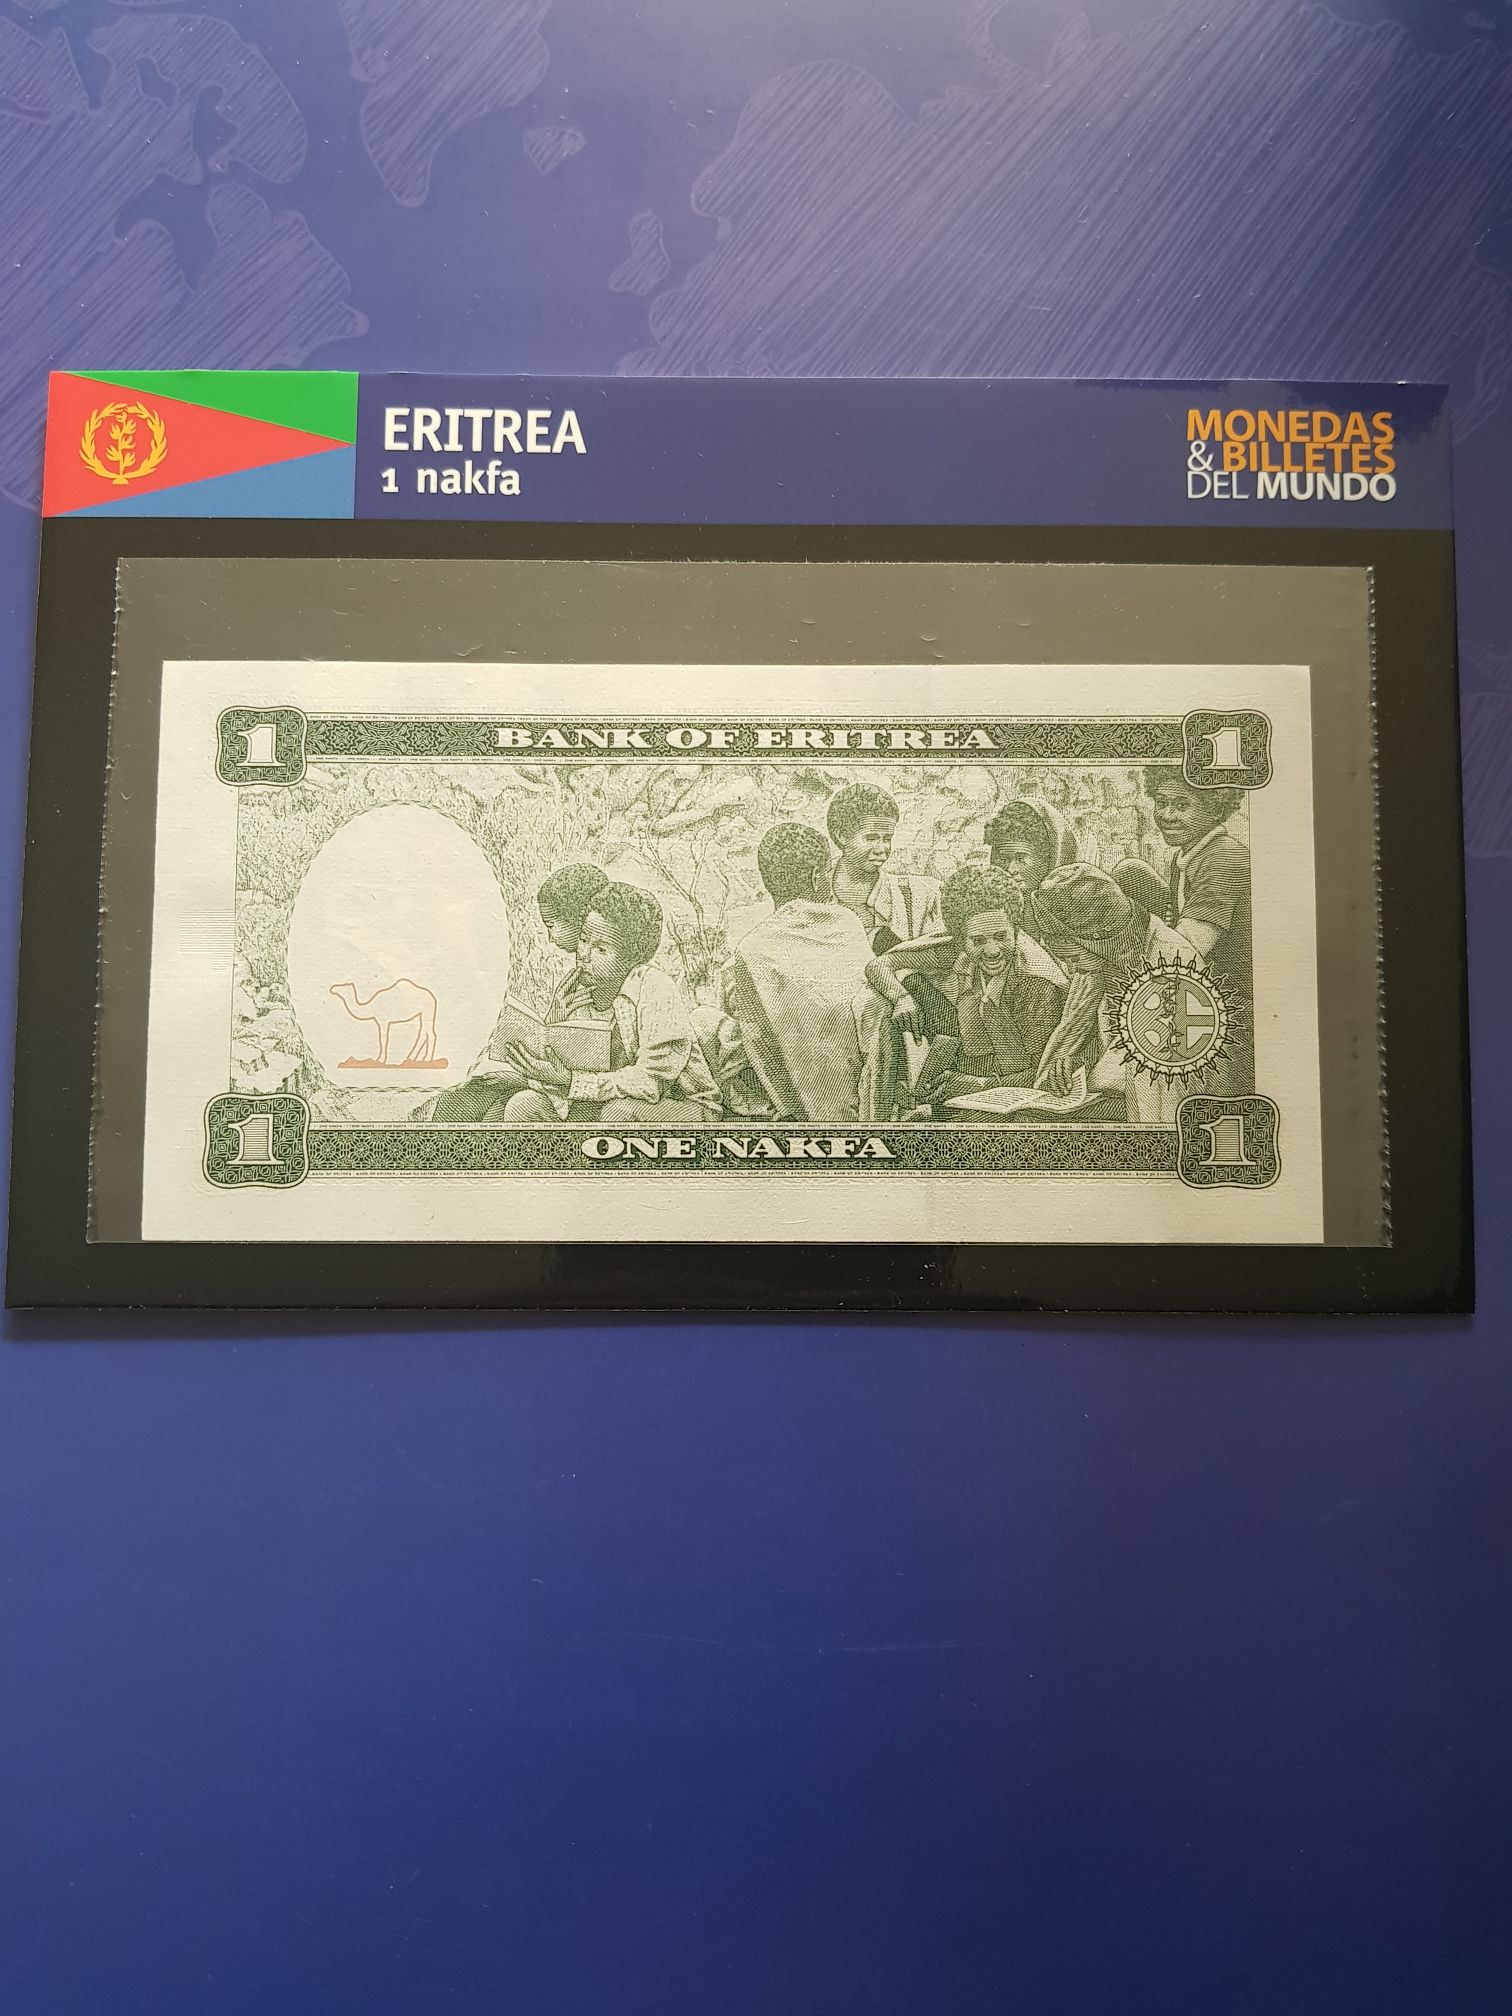 ERITREA
1 nakfa
MONEDAS
& BILLETES
DEL MUNDO
1 BANK OF ERITREA 1
1 ONE NAKFA 1